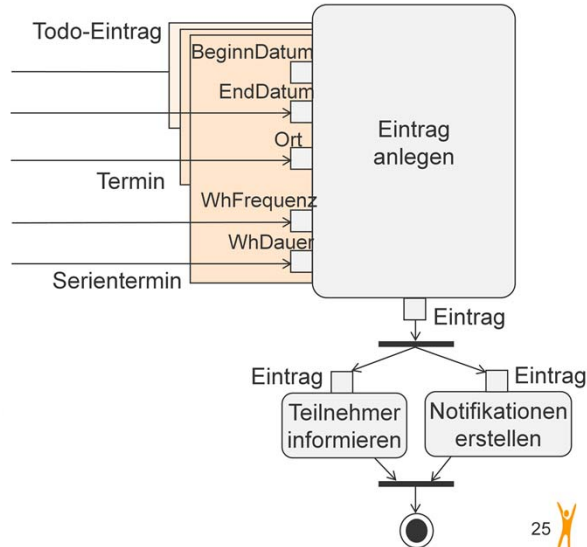 Todo-Eintrag
BeginnDatum
EndDatum
Ort
Eintrag
anlegen
Termin
WhFrequenz
WhDauer
Serientermin
Eintrag
Eintrag
Eintrag
Teilnehmer
informieren
Notifikationen
erstellen
25